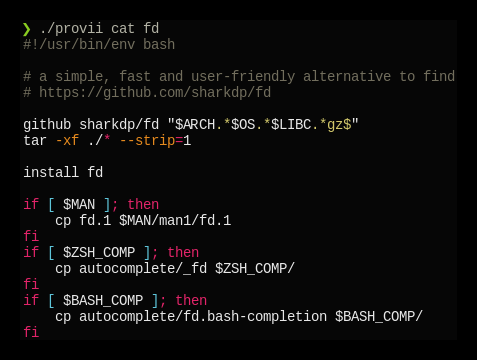 ❯ ./provii cat fd
#!/usr/bin/env bash
# a simple, fast and user-friendly alternative to find
# https://github.com/sharkdp/fd
github sharkdp/fd "$ARCH.*$OS.*$LIBC.*gz$"
tar -xf ./* --strip=1
install fd
if [ $MAN ]; then
    cp fd.1 $MAN/man1/fd.1
fi
if [ $ZSH_COMP ]; then
    cp autocomplete/_fd $ZSH_COMP/
fi
if [ $BASH_COMP ]; then
    cp autocomplete/fd.bash-completion $BASH_COMP/
fi